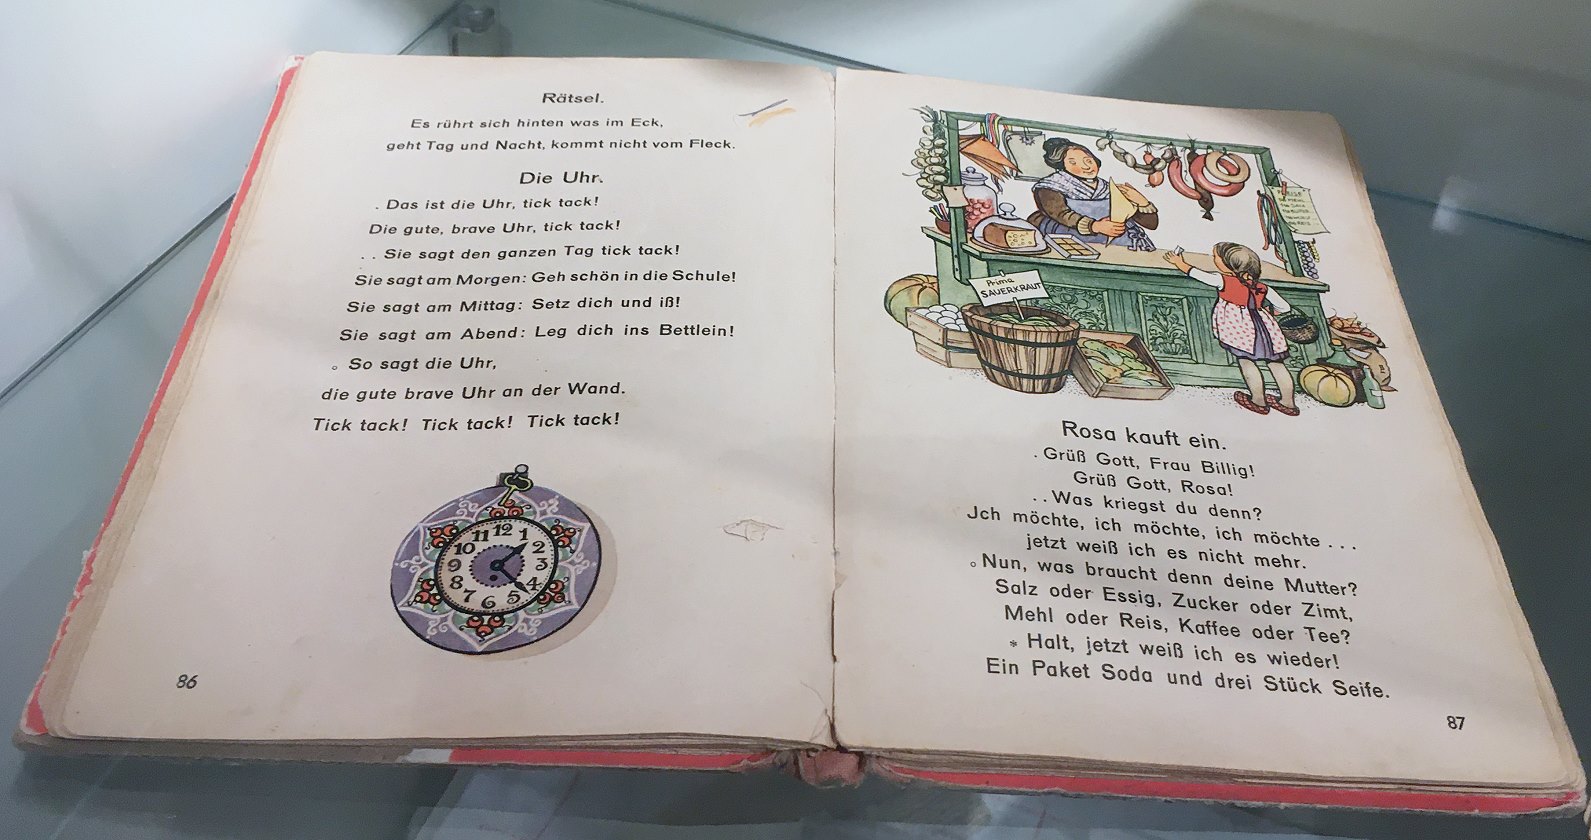 Rätsel.
Es rührt sich hinten was im Eck,
geht Tag und Nacht, kommt nicht vom Fleck.
Die Uhr.
. Das ist die Uhr, tick tack!
Die gute, brave Uhr, tick tack!
. . Sie sagt den ganzen Tag tick tack!
Sie sagt am Morgen: Geh schön in die Schule!
Sie sagt am Mittag: Setz dich und iß!
Sie sagt am Abend: Leg dich ins Bettlein!
o So sagt die Uhr,
die gute brave Uhr an der Wand.
Tick tack! Tick tack! Tick tack!
12
1
2
3
4
5
6
7
8
9
10
11
86
Prima
SAUERKRAUT
Rosa kauft ein.
. Grüß Gott, Frau Billig!
Grüß Gott, Rosa!
. . Was kriegst du denn?
Jch möchte, ich möchte, ich möchte . . .
jetzt weiß ich es nicht mehr.
o Nun, was braucht denn deine Mutter?
Salz oder Essig, Zucker oder Zimt,
Mehl oder Reis, Kaffee oder Tee?
* Halt, jetzt weiß ich es wieder!
Ein Paket Soda und drei Stück Seife.
87